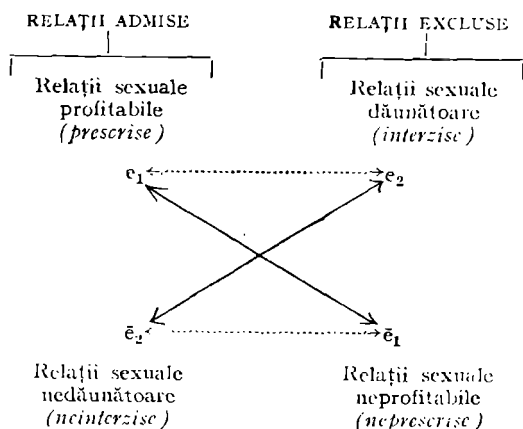 RELAȚII ADMISE
RELAȚII EXCLUSE
Relații sexuale
profitabile
(prescrise)
Relații sexuale
dăunătoare
(interzise)
e₁
e₂
ē₂
ē₁
Relații sexuale
nedăunătoare
(neinterzise)
Relații sexuale
neprofitabile
(neprescrise)